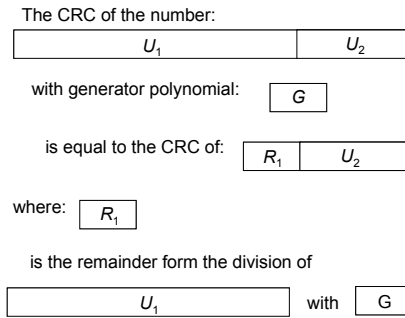 The CRC of the number:
U₁ U₂
with generator polynomial: G
is equal to the CRC of: R₁ U₂
where: R₁
is the remainder form the division of
U₁ with G